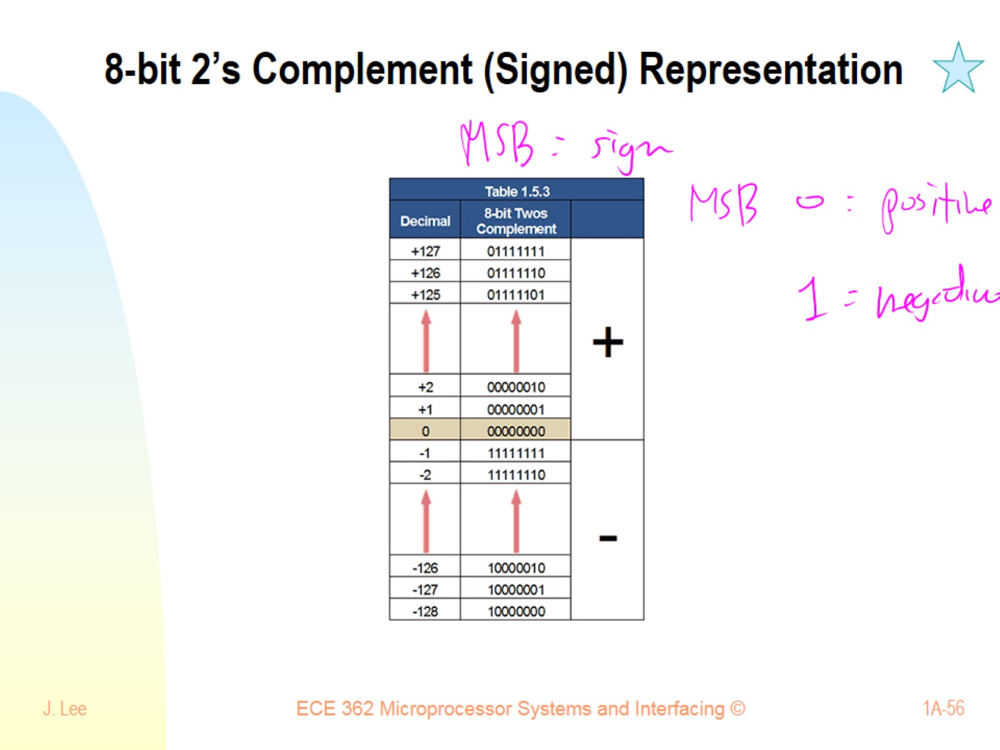 8-bit 2's Complement (Signed) Representation
MSB = sign
MSB 0 : positive
1 = negative
Table 1.5.3
Decimal 8-bit Twos Complement
+127 01111111
+126 01111110
+125 01111101
+
+2 00000010
+1 00000001
0 00000000
-1 11111111
-2 11111110
-
-126 10000010
-127 10000001
-128 10000000
J. Lee ECE 362 Microprocessor Systems and Interfacing © 1A-56